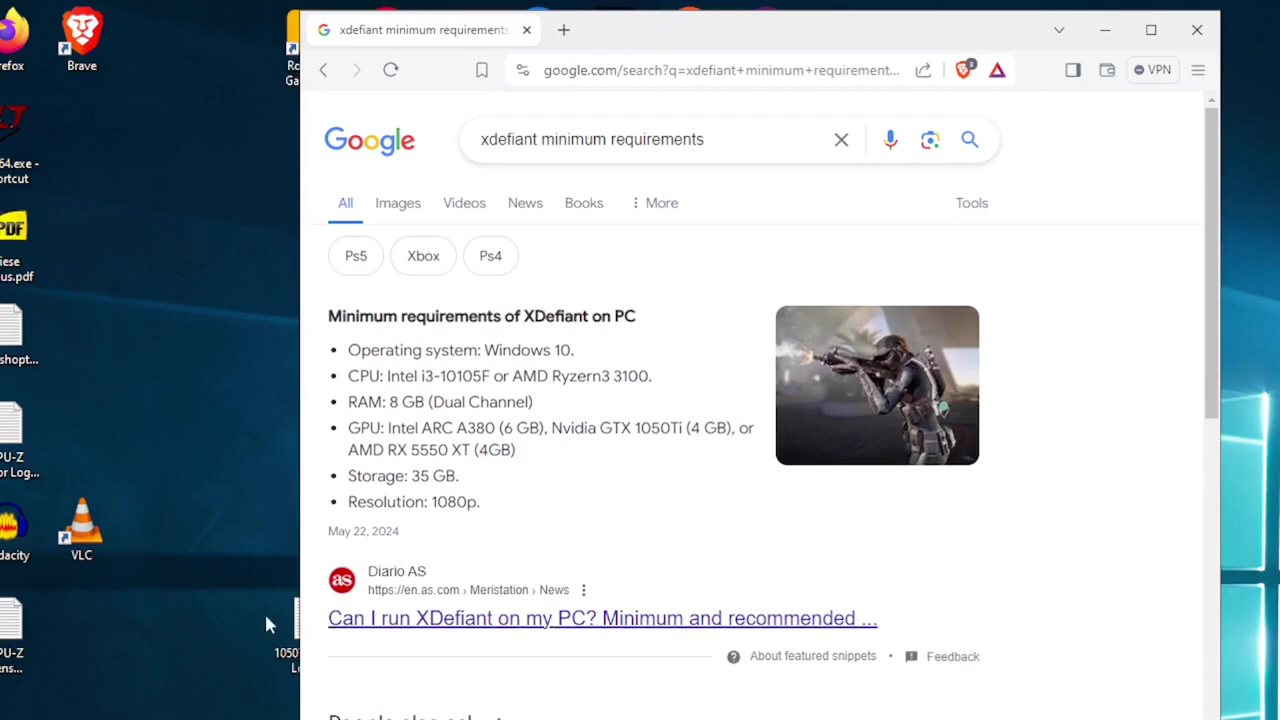 xdefiant minimum requirements
google.com/search?q=xdefiant+minimum+requirement...
VPN
3
Google
xdefiant minimum requirements
All
Images
Videos
News
Books
More
Tools
Ps5
Xbox
Ps4
Minimum requirements of XDefiant on PC
Operating system: Windows 10.
CPU: Intel i3-10105F or AMD Ryzern3 3100.
RAM: 8 GB (Dual Channel)
GPU: Intel ARC A380 (6 GB), Nvidia GTX 1050Ti (4 GB), or
AMD RX 5550 XT (4GB)
Storage: 35 GB.
Resolution: 1080p.
May 22, 2024
as
Diario AS
https://en.as.com › Meristation › News
Can I run XDefiant on my PC? Minimum and recommended ...
About featured snippets
Feedback
refox
Brave
Ro
Ga
64.exe -
ortcut
PDF
iese
us.pdf
shopt...
PU-Z
or Log...
VLC
dacity
PU-Z
ens...
1050
Lo